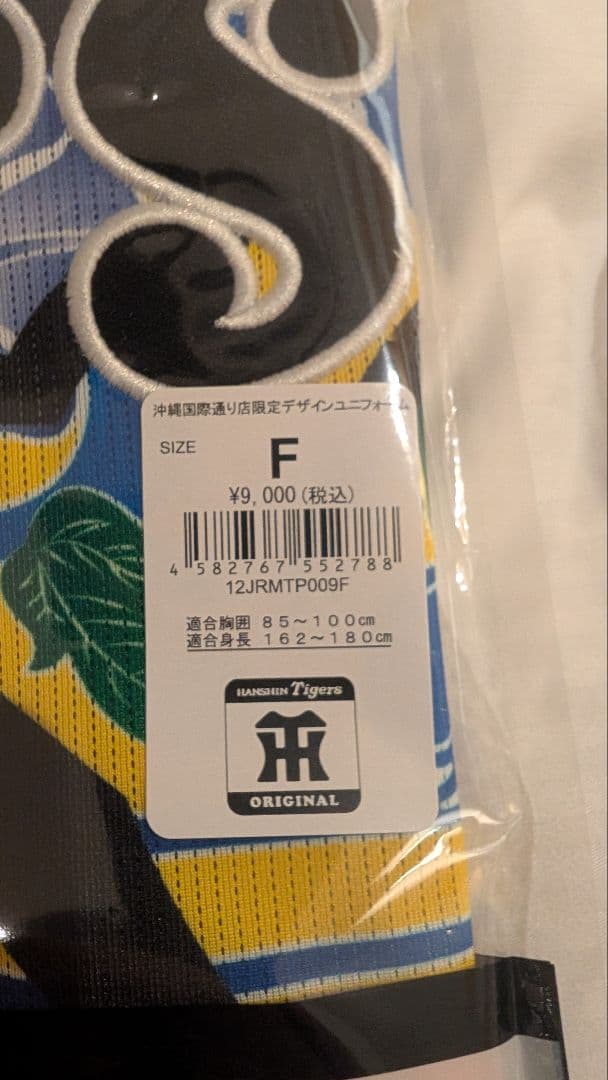 沖縄国際通り店限定デザインユニフォーム
SIZE
F
¥9,000(税込)
4 582767 552788
12JRMTP009F
適合胸囲 85～100㎝
適合身長 162～180㎝
HANSHIN Tigers
ORIGINAL